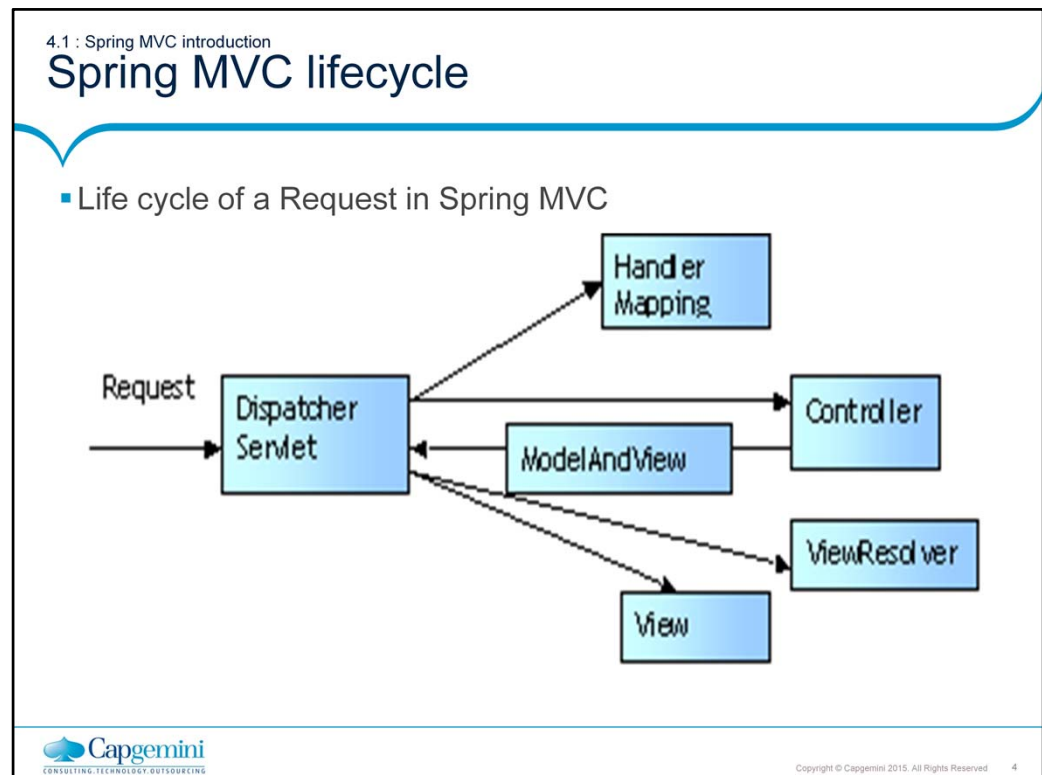 4.1 : Spring MVC introduction
Spring MVC lifecycle
Life cycle of a Request in Spring MVC
Handler
Mapping
Request
Dispatcher
Servlet
Controller
ModelAndView
ViewResolver
View
Capgemini
CONSULTING.TECHNOLOGY.OUTSOURCING
Copyright © Capgemini 2015. All Rights Reserved 4